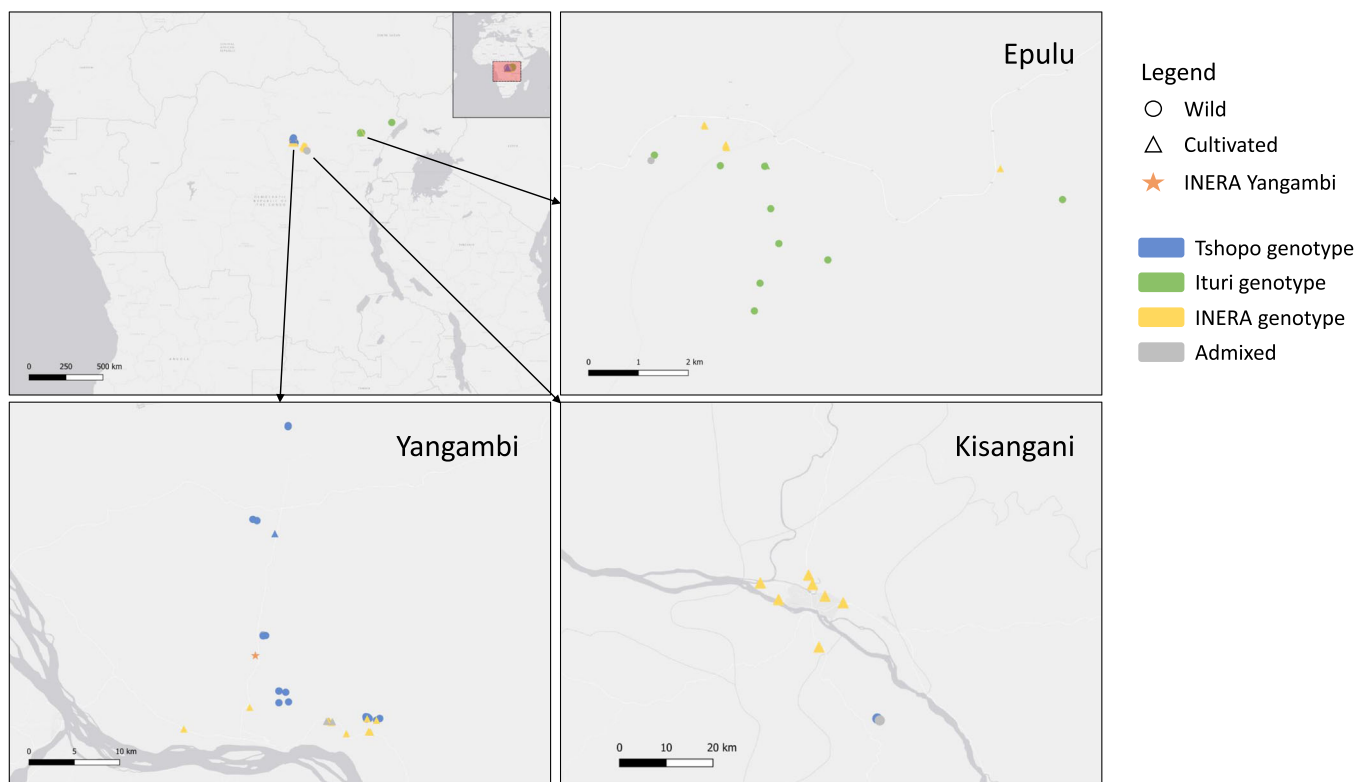 0 250 500 km
Epulu
0 1 2 km
Legend
Wild
Cultivated
INERA Yangambi
Tshopo genotype
Ituri genotype
INERA genotype
Admixed
Yangambi
0 5 10 km
Kisangani
0 10 20 km